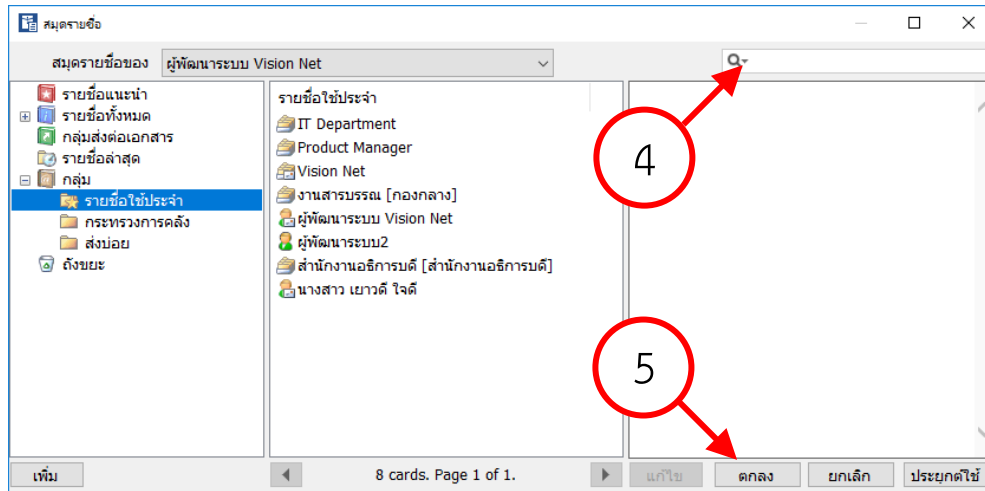 สมุดรายชื่อ
สมุดรายชื่อของ ผู้พัฒนาระบบ Vision Net
รายชื่อแนะนำ
รายชื่อทั้งหมด
กลุ่มส่งต่อเอกสาร
รายชื่อล่าสุด
กลุ่ม
รายชื่อใช้ประจำ
กระทรวงการคลัง
ส่งบ่อย
ถังขยะ
รายชื่อใช้ประจำ
IT Department
Product Manager
Vision Net
งานสารบรรณ [กองกลาง]
ผู้พัฒนาระบบ Vision Net
ผู้พัฒนาระบบ2
สำนักงานอธิการบดี [สำนักงานอธิการบดี]
นางสาว เยาวดี ใจดี
4
5
เพิ่ม
8 cards. Page 1 of 1.
แก้ไข
ตกลง
ยกเลิก
ประยุกต์ใช้